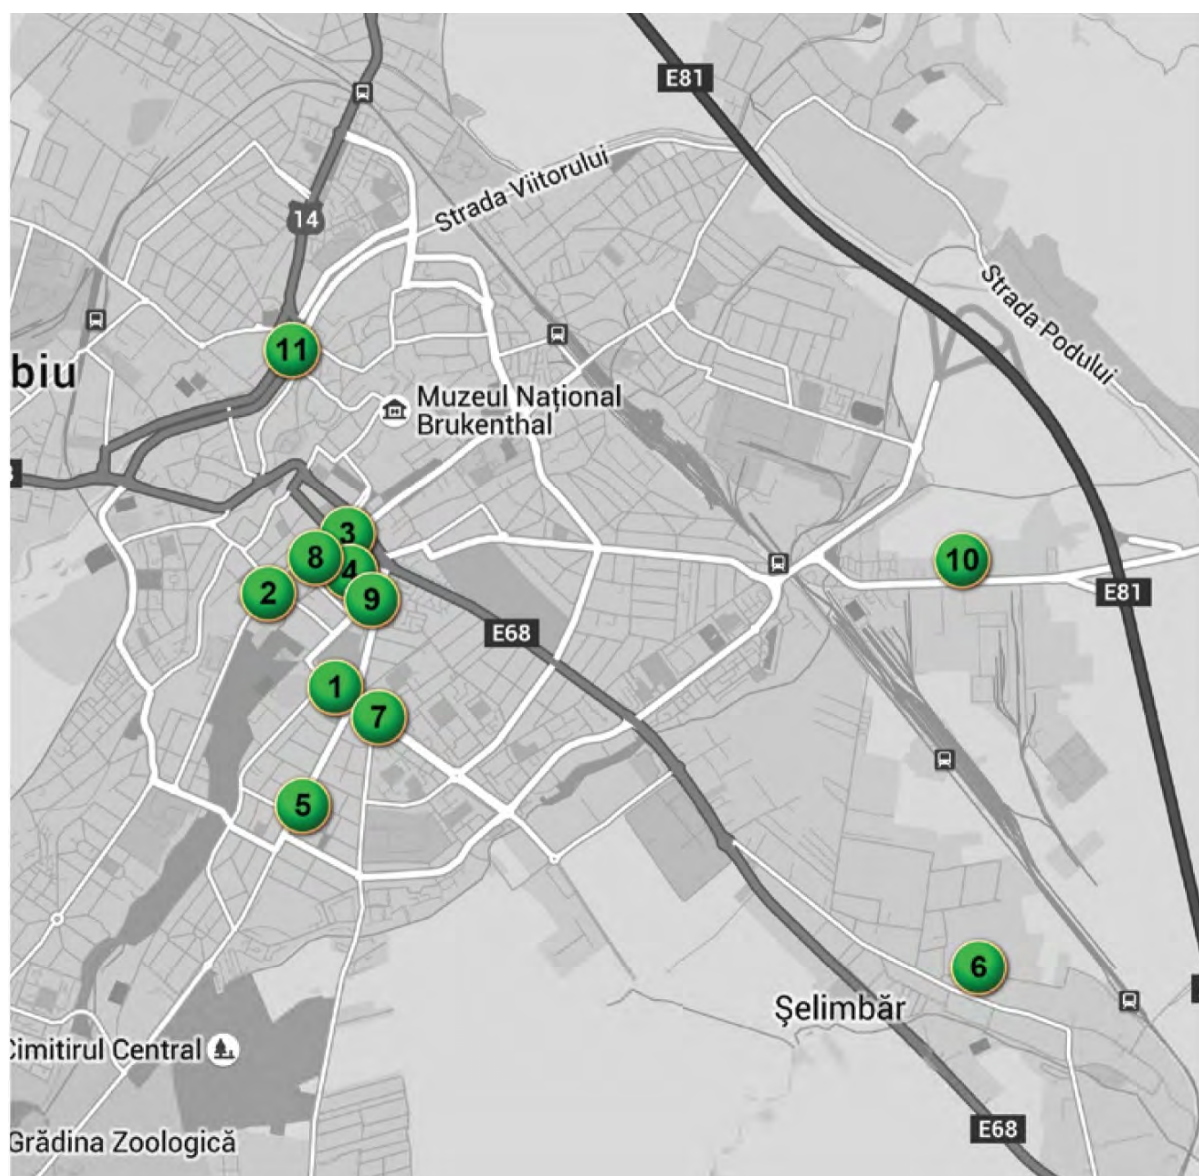 E81
Strada Viitorului
14
Strada Podului
11
biu
Muzeul Național
Brukenthal
3
8
4
2
9
10
E81
E68
1
7
5
6
Şelimbăr
Cimitirul Central
E68
Grădina Zoologică